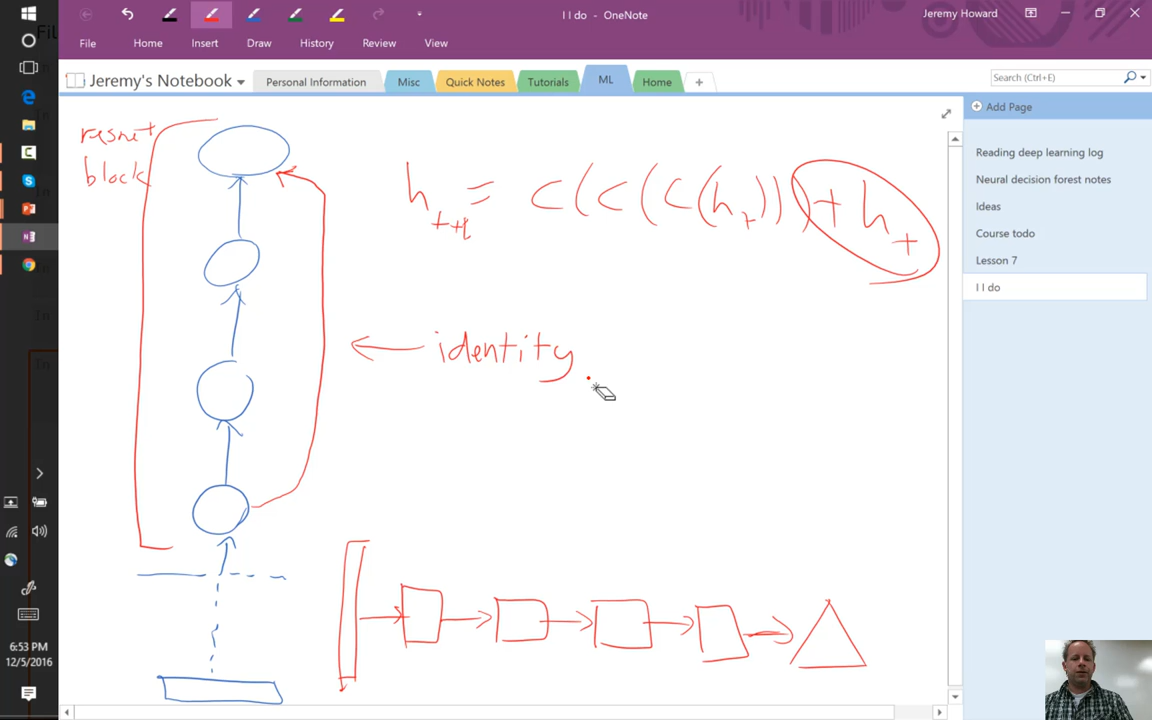 I I do - OneNote
Jeremy Howard
File
Home
Insert
Draw
History
Review
View
Jeremy's Notebook
Personal Information
Misc
Quick Notes
Tutorials
ML
Home
Search (Ctrl+E)
Add Page
Reading deep learning log
Neural decision forest notes
Ideas
Course todo
Lesson 7
I I do
resnet
block
h t+1 = C(C(C(h t))) + h t
identity
6:53 PM
12/5/2016